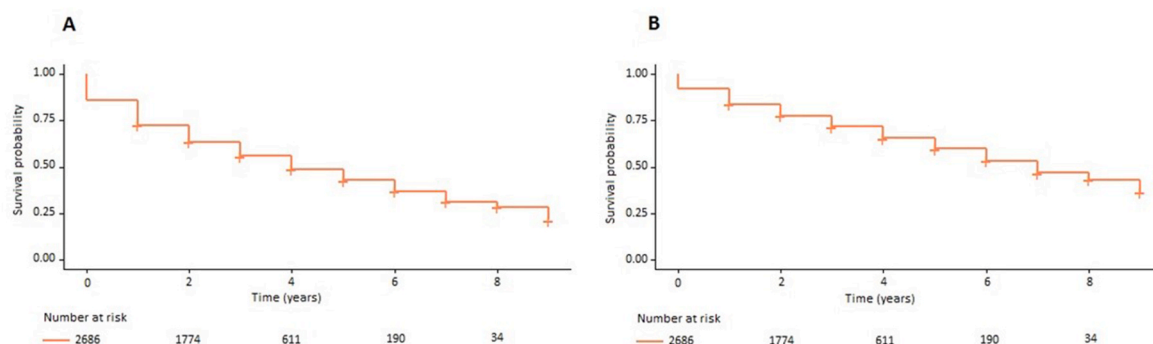 A
1.00
0.75
0.50
0.25
0.00
Survival probability
0 2 4 6 8
Time (years)
Number at risk
2686 1774 611 190 34
B
1.00
0.75
0.50
0.25
0.00
Survival probability
0 2 4 6 8
Time (years)
Number at risk
2686 1774 611 190 34